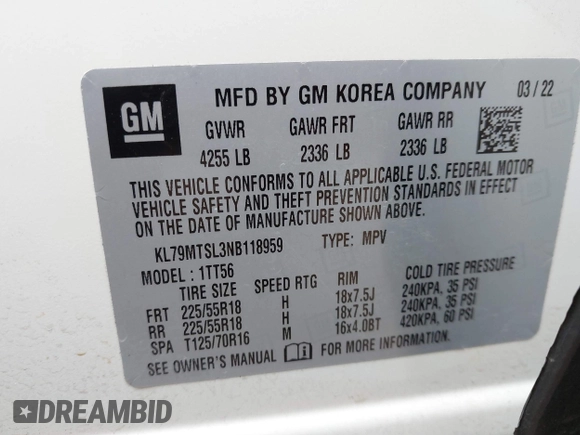 GM
MFD BY GM KOREA COMPANY 03/22
GVWR GAWR FRT GAWR RR
4255 LB 2336 LB 2336 LB
THIS VEHICLE CONFORMS TO ALL APPLICABLE U.S. FEDERAL MOTOR
VEHICLE SAFETY AND THEFT PREVENTION STANDARDS IN EFFECT
ON THE DATE OF MANUFACTURE SHOWN ABOVE.
KL79MTSL3NB118959 TYPE: MPV
MODEL : 1TT56
TIRE SIZE SPEED RTG RIM COLD TIRE PRESSURE
FRT 225/55R18 H 18x7.5J 240KPA, 35 PSI
RR 225/55R18 H 18x7.5J 240KPA, 35 PSI
SPA T125/70R16 M 16x4.0BT 420KPA, 60 PSI
SEE OWNER'S MANUAL FOR MORE INFORMATION.
DREAMBID